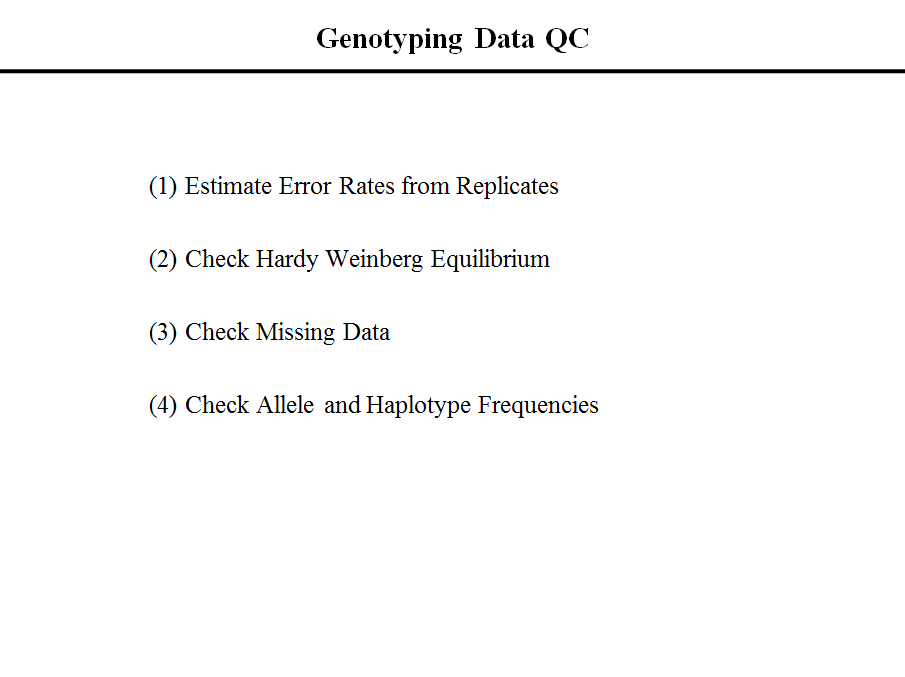 Genotyping Data QC
(1) Estimate Error Rates from Replicates
(2) Check Hardy Weinberg Equilibrium
(3) Check Missing Data
(4) Check Allele and Haplotype Frequencies